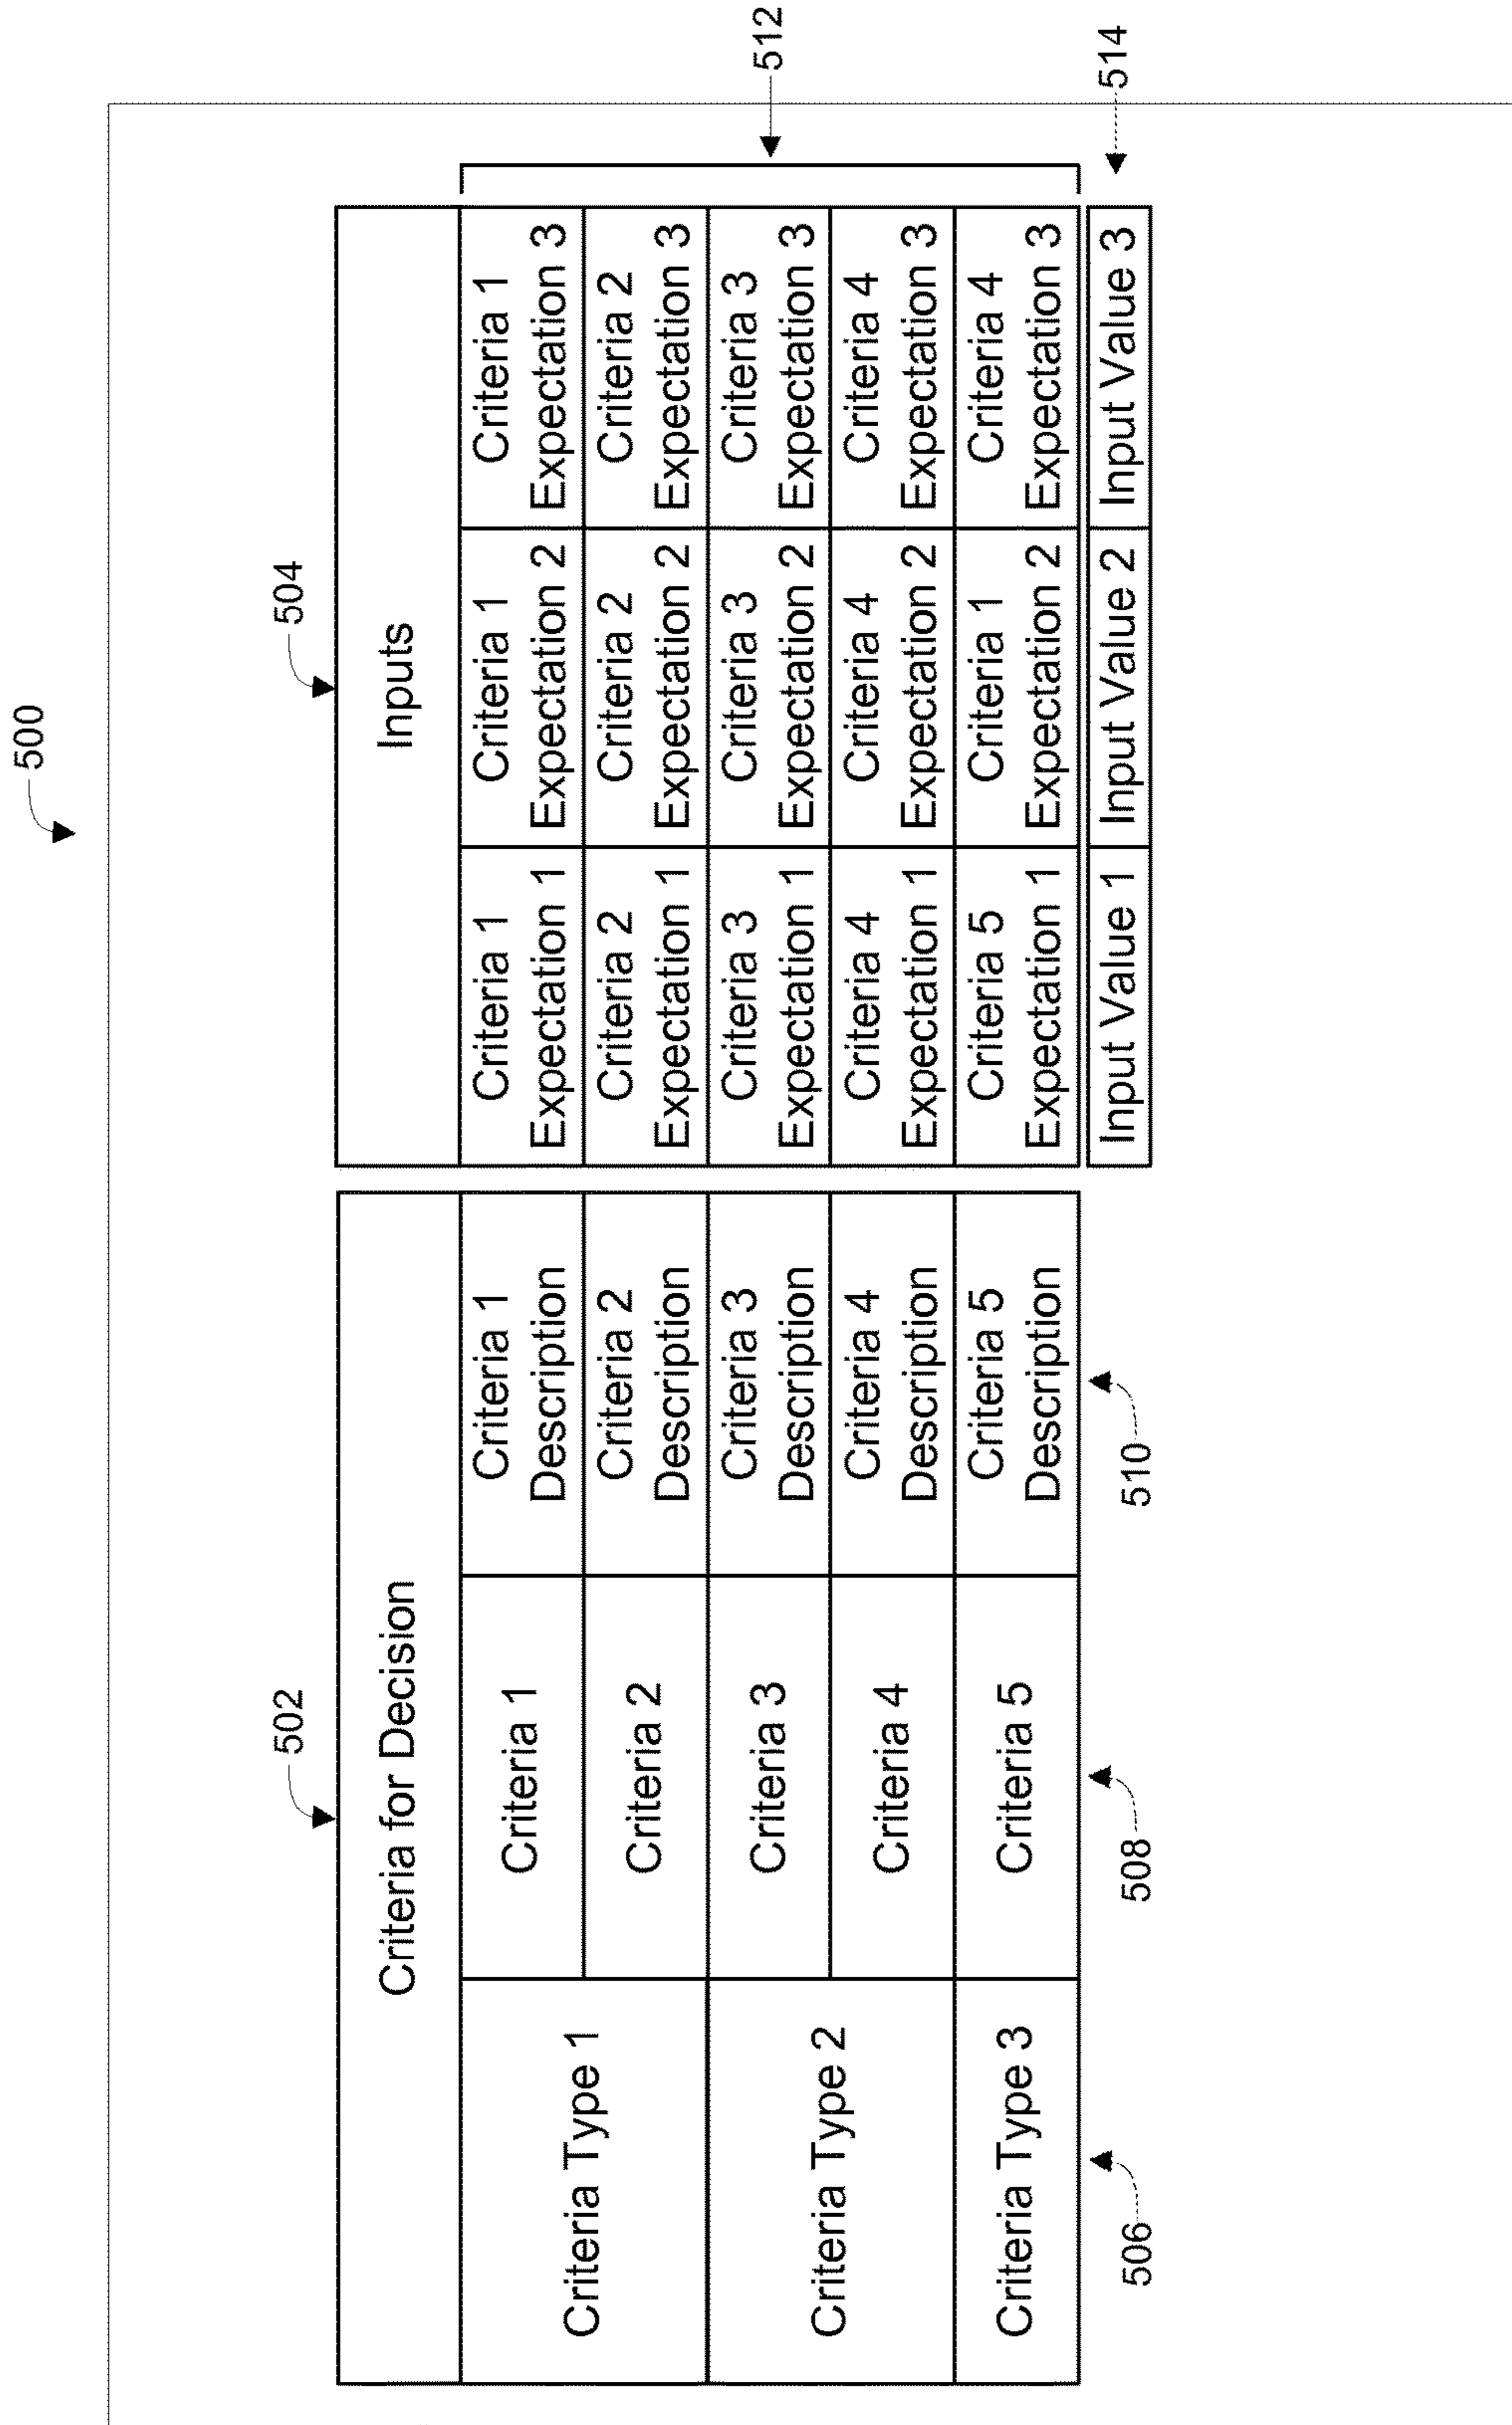 500
502
504
Criteria for Decision
Inputs
Criteria Type 1
Criteria 1
Criteria 1
Description
Criteria 1
Expectation 1
Criteria 1
Expectation 2
Criteria 1
Expectation 3
Criteria 2
Criteria 2
Description
Criteria 2
Expectation 1
Criteria 2
Expectation 2
Criteria 2
Expectation 3
Criteria Type 2
Criteria 3
Criteria 3
Description
Criteria 3
Expectation 1
Criteria 3
Expectation 2
Criteria 3
Expectation 3
512
Criteria 4
Criteria 4
Description
Criteria 4
Expectation 1
Criteria 4
Expectation 2
Criteria 4
Expectation 3
Criteria Type 3
Criteria 5
Criteria 5
Description
Criteria 5
Expectation 1
Criteria 1
Expectation 2
Criteria 4
Expectation 3
506
508
510
Input Value 1
Input Value 2
Input Value 3
514